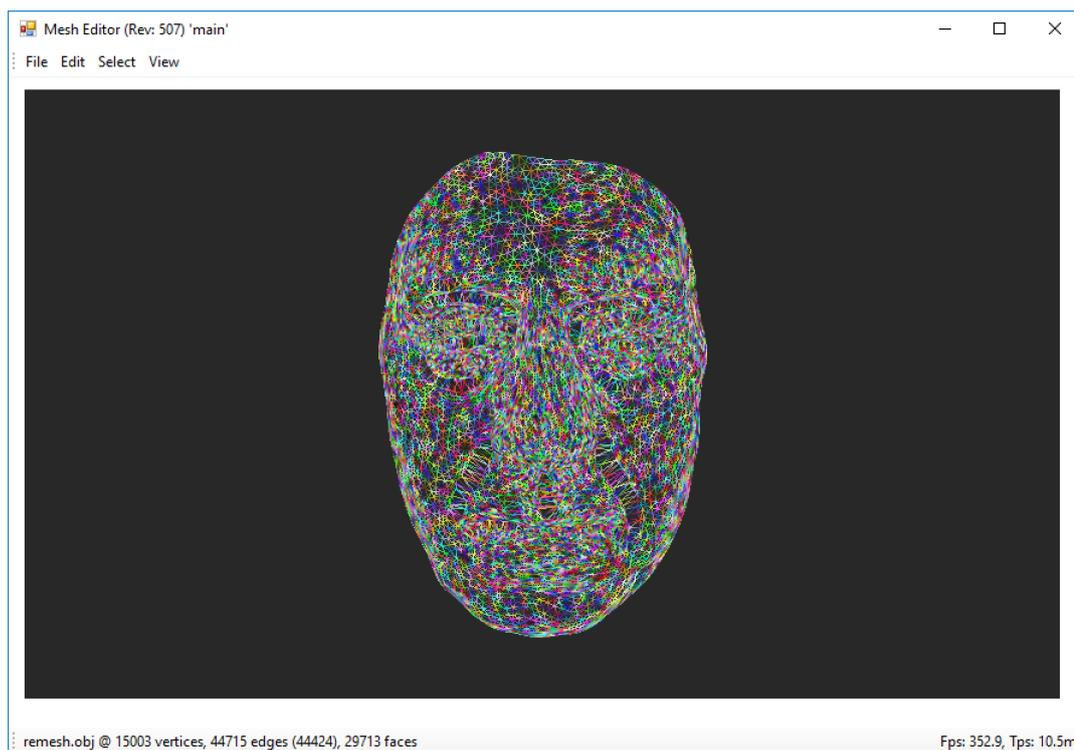 Mesh Editor (Rev: 507) 'main'
File Edit Select View
remesh.obj @ 15003 vertices, 44715 edges (44424), 29713 faces Fps: 352.9, Tps: 10.5m